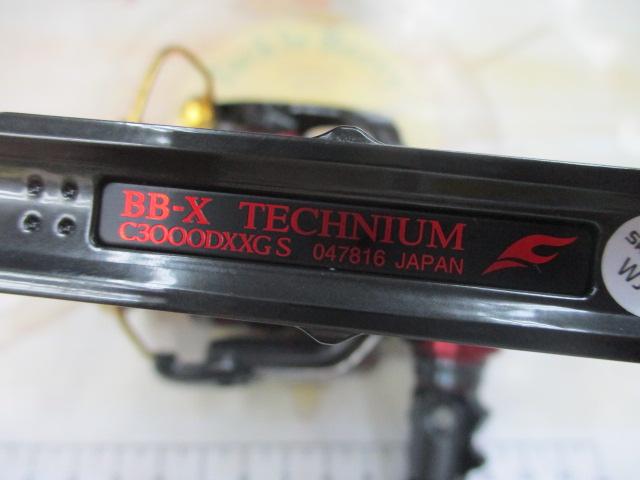 BB-X TECHNIUM
C3000DXXG S 047816 JAPAN